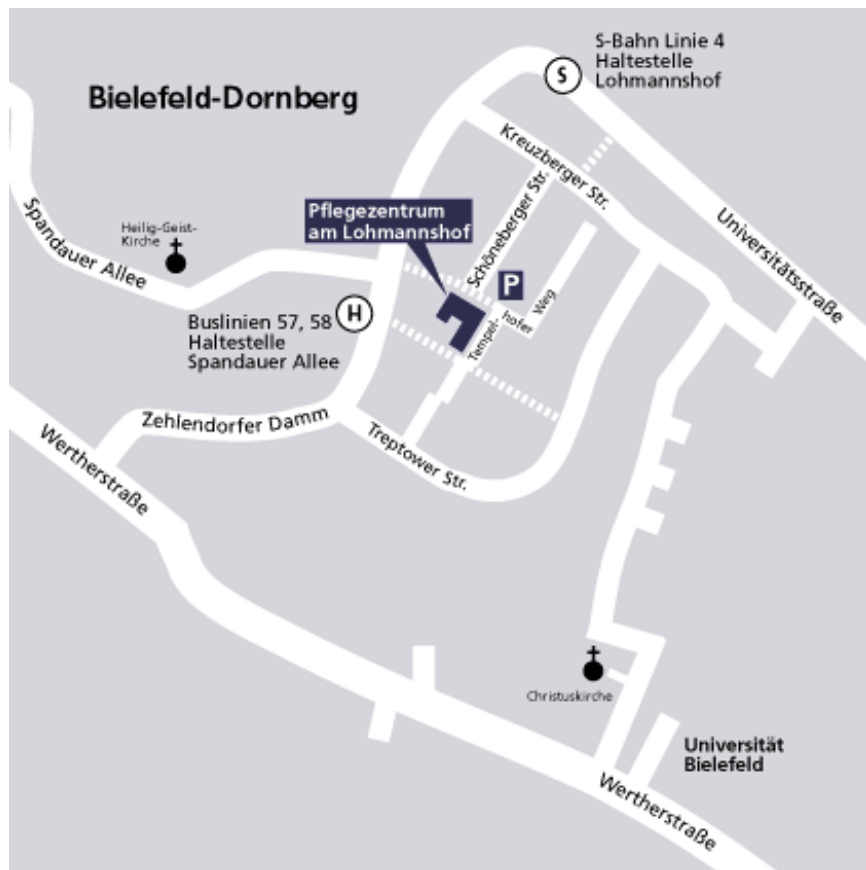 S-Bahn Linie 4
Haltestelle
Lohmannshof
S
Bielefeld-Dornberg
Kreuzberger Str.
Pflegezentrum
am Lohmannshof
Schöneberger Str.
Universitätsstraße
Spandauer Allee
Heilig-Geist-
Kirche
P
H
Buslinien 57, 58
Haltestelle
Spandauer Allee
Tempel-
hofer
Weg
Zehlendorfer Damm
Treptower Str.
Wertherstraße
Christuskirche
Universität
Bielefeld
Wertherstraße